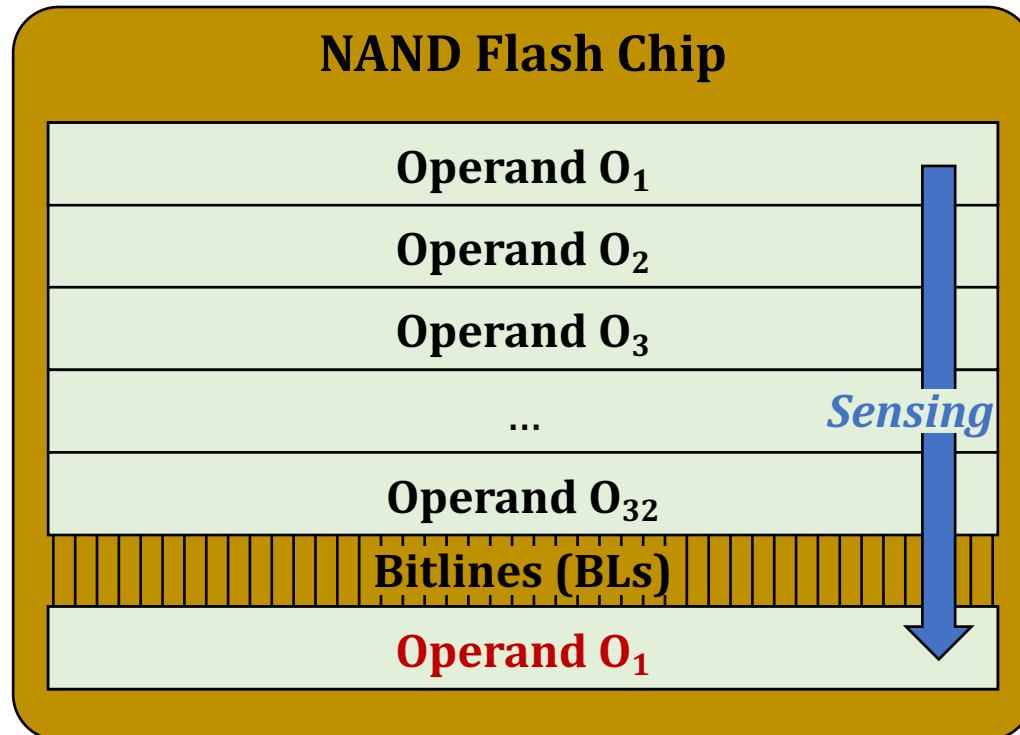 NAND Flash Chip
Operand O₁
Operand O₂
Operand O₃
...
Sensing
Operand O₃₂
Bitlines (BLs)
Operand O₁